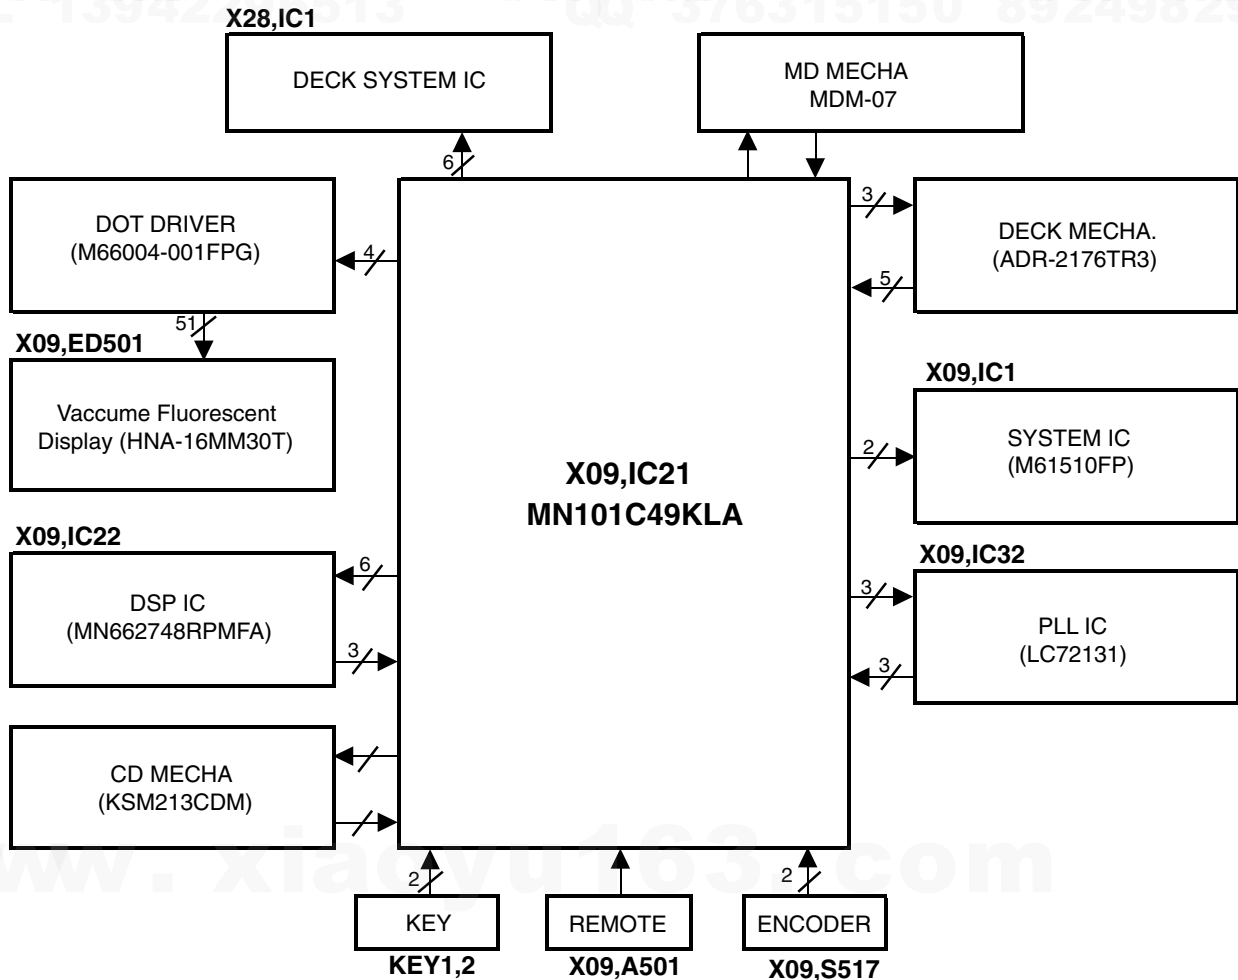 X28,IC1
DECK SYSTEM IC
MD MECHA
MDM-07
6
DOT DRIVER
(M66004-001FPG)
4
3
DECK MECHA.
(ADR-2176TR3)
5
51
X09,ED501
Vaccume Fluorescent
Display (HNA-16MM30T)
X09,IC1
SYSTEM IC
(M61510FP)
2
X09,IC21
MN101C49KLA
X09,IC22
DSP IC
(MN662748RPMFA)
6
3
X09,IC32
PLL IC
(LC72131)
3
3
CD MECHA
(KSM213CDM)
www.xiaoyu163.com
2
2
KEY
REMOTE
ENCODER
KEY1,2
X09,A501
X09,S517